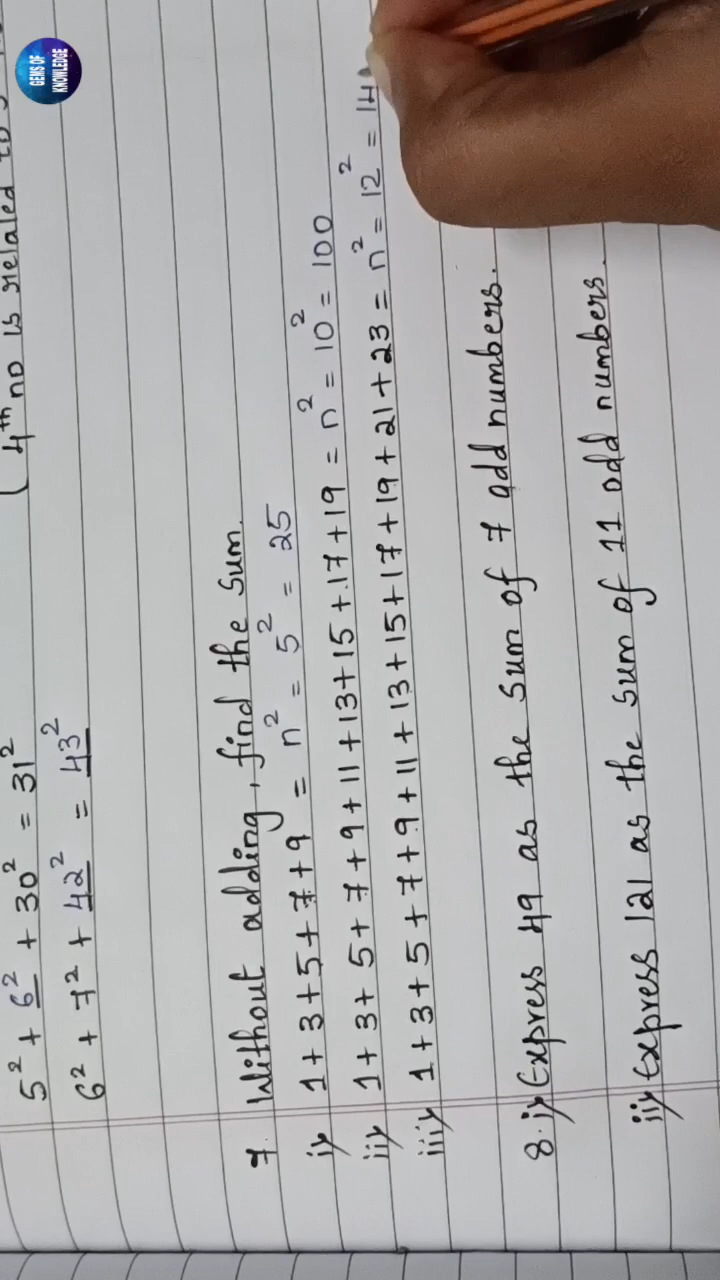 GEMS OF
KNOWLEDGE
4th no is related to
5² + 6² + 30² = 31²
6² + 7² + 42² = 43²
7. Without adding, find the sum.
i) 1 + 3 + 5 + 7 + 9 = n² = 5² = 25
ii) 1 + 3 + 5 + 7 + 9 + 11 + 13 + 15 + 17 + 19 = n² = 10² = 100
iii) 1 + 3 + 5 + 7 + 9 + 11 + 13 + 15 + 17 + 19 + 21 + 23 = n² = 12² = 14
8. i) Express 49 as the sum of 7 odd numbers.
ii) Express 121 as the sum of 11 odd numbers.